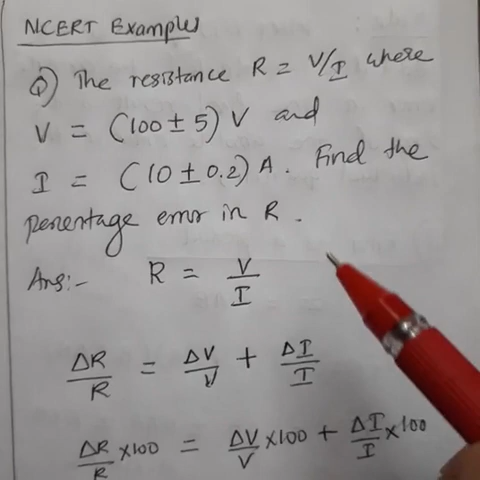 NCERT Examples
Q) The resistance R = V/I where
V = (100 ± 5) V and
I = (10 ± 0.2) A. Find the
percentage error in R.
Ans:- R = V/I
ΔR/R = ΔV/V + ΔI/I
ΔR/R ×100 = ΔV/V ×100 + ΔI/I ×100